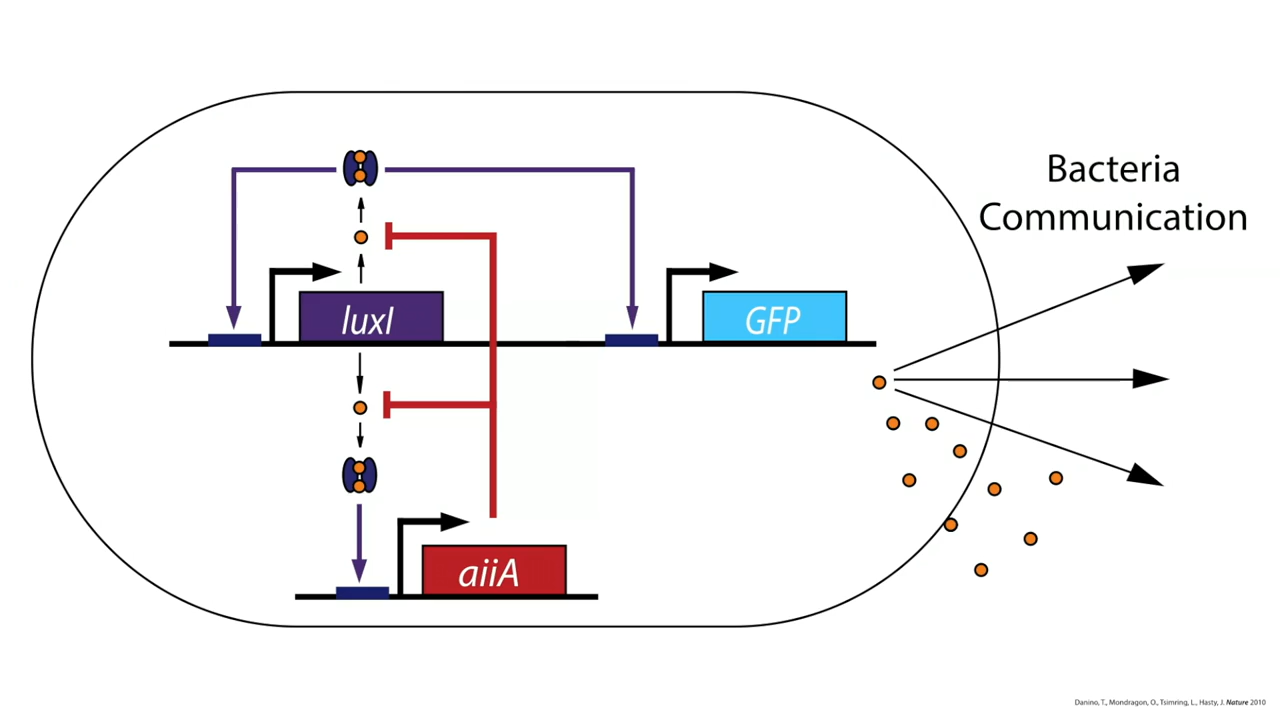 Bacteria
Communication
luxI
GFP
aiiA
Danino, T., Mondragon, O., Tsimring, L., Hasty, J. Nature 2010